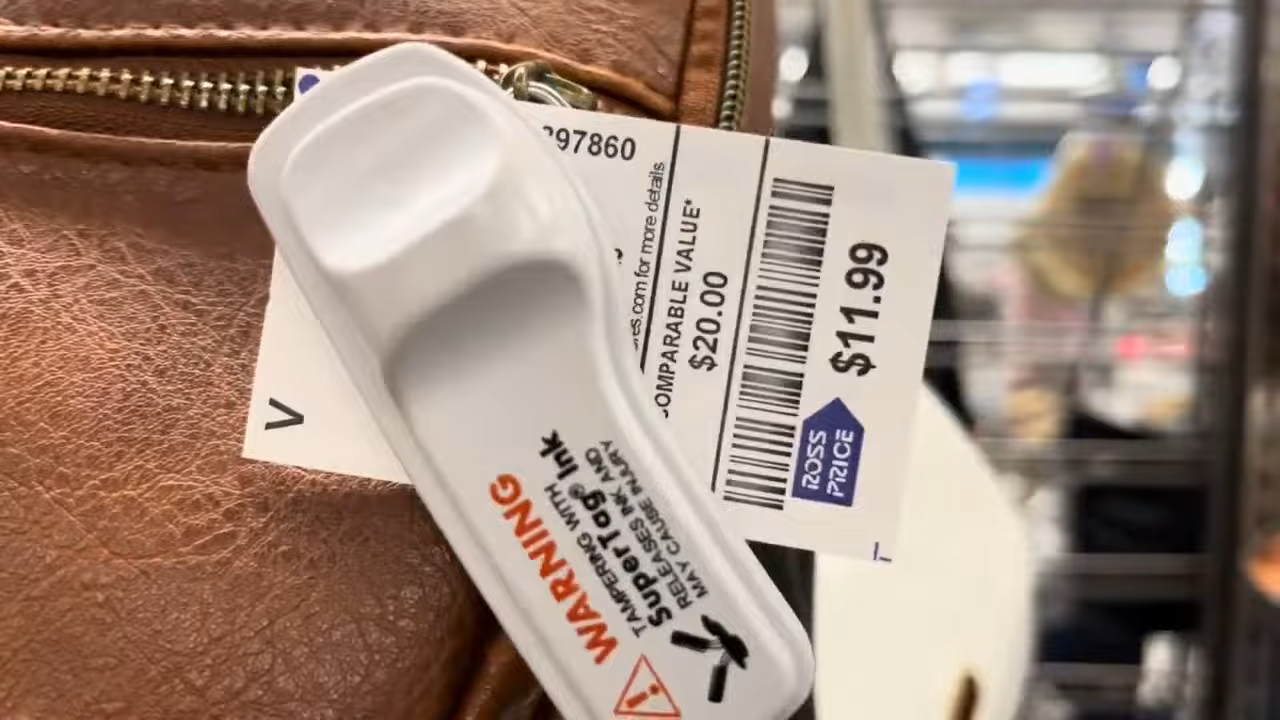 97860
.com for more details
COMPARABLE VALUE*
$20.00
$11.99
ROSS
PRICE
V
WARNING
TAMPERING WITH
SuperTag® Ink
RELEASES INK AND
MAY CAUSE INJURY